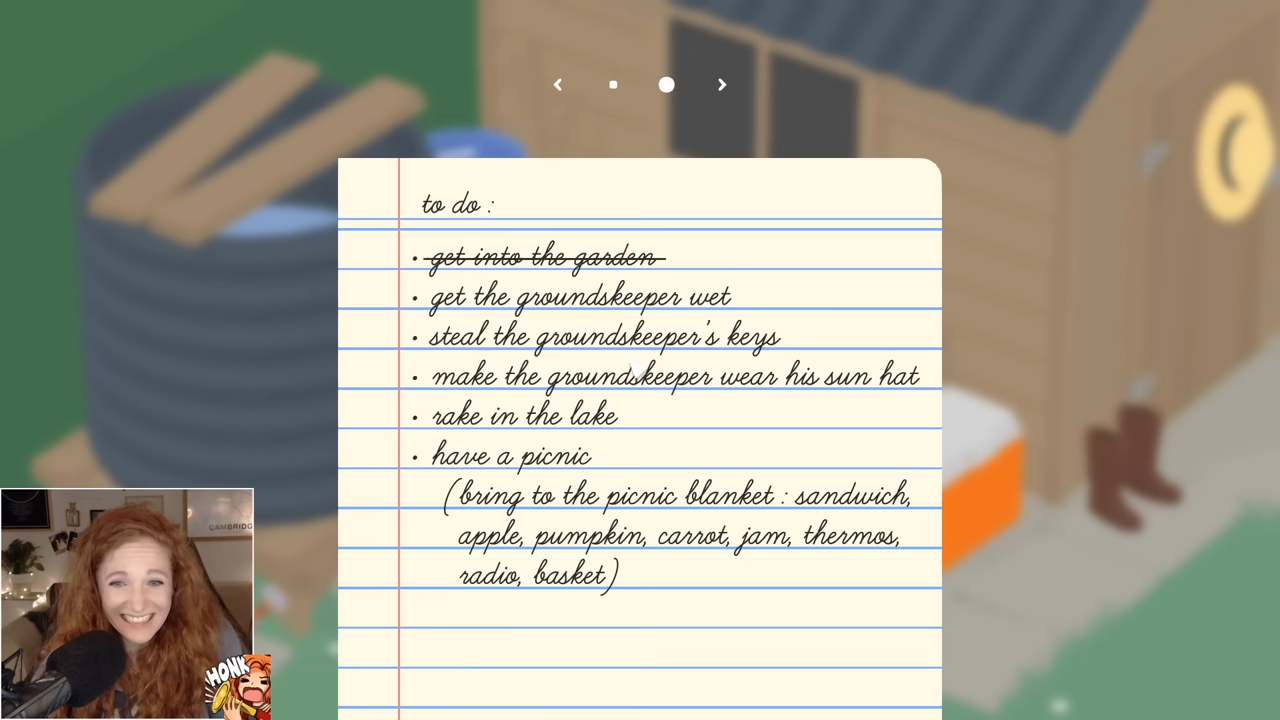 to do :
• get into the garden
• get the groundskeeper wet
• steal the groundskeeper's keys
• make the groundskeeper wear his sun hat
• rake in the lake
• have a picnic
(bring to the picnic blanket : sandwich,
apple, pumpkin, carrot, jam, thermos,
radio, basket)
CAMBRIDG
HONK